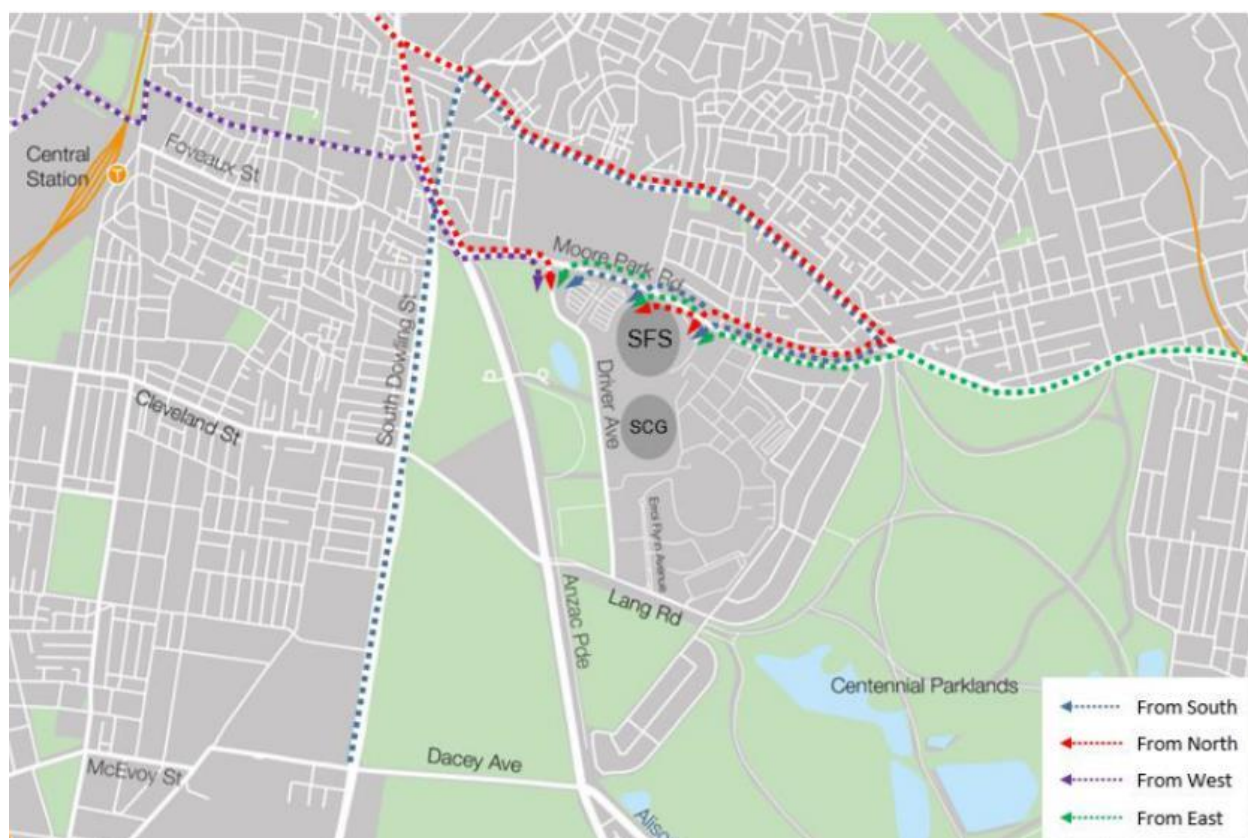 Central
Station
T
Foveaux St
Moore Park Rd
South Dowling St
SFS
Driver Ave
SCG
Cleveland St
Errol Flynn Avenue
Lang Rd
Anzac Pde
Centennial Parklands
McEvoy St
Dacey Ave
From South
From North
From West
From East